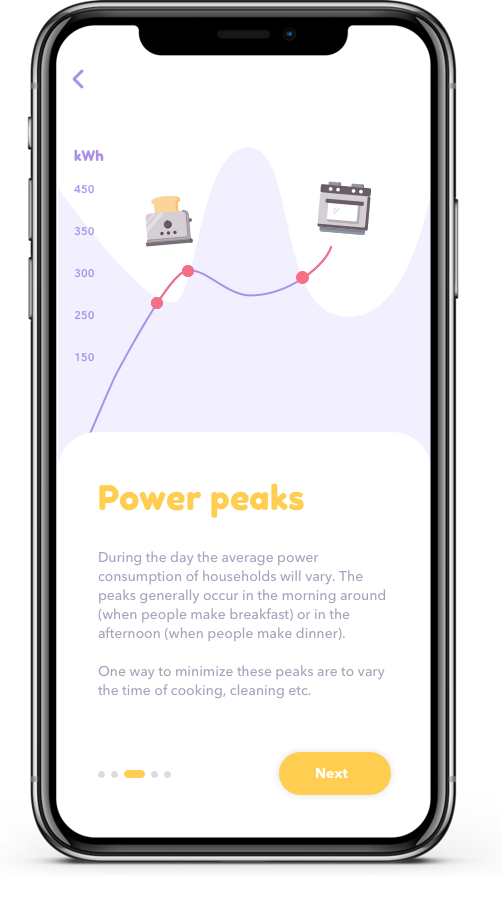 kWh
450
350
300
250
150
Power peaks
During the day the average power
consumption of households will vary. The
peaks generally occur in the morning around
(when people make breakfast) or in the
afternoon (when people make dinner).
One way to minimize these peaks are to vary
the time of cooking, cleaning etc.
Next